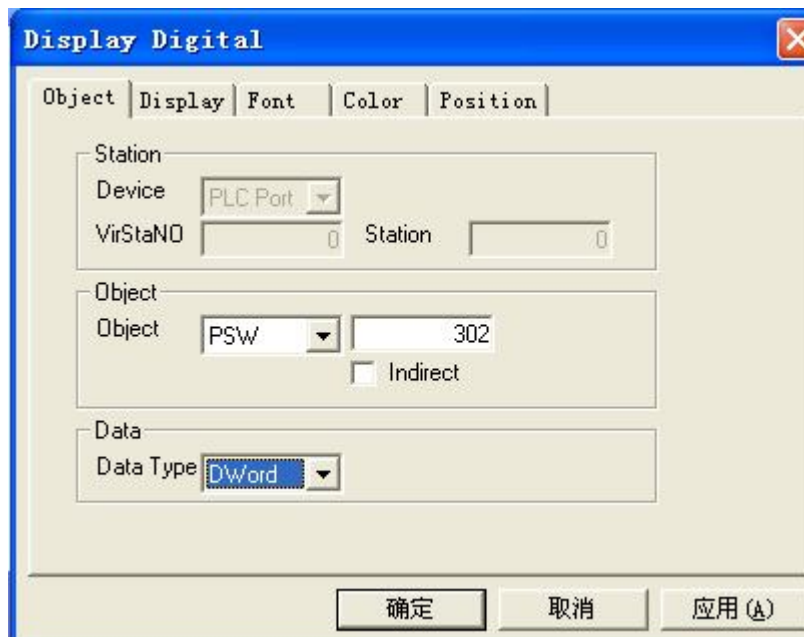 Display Digital
Object Display Font Color Position
Station
Device PLC Port
VirStaNO 0 Station 0
Object
Object PSW 302
Indirect
Data
Data Type DWord
确定 取消 应用(A)